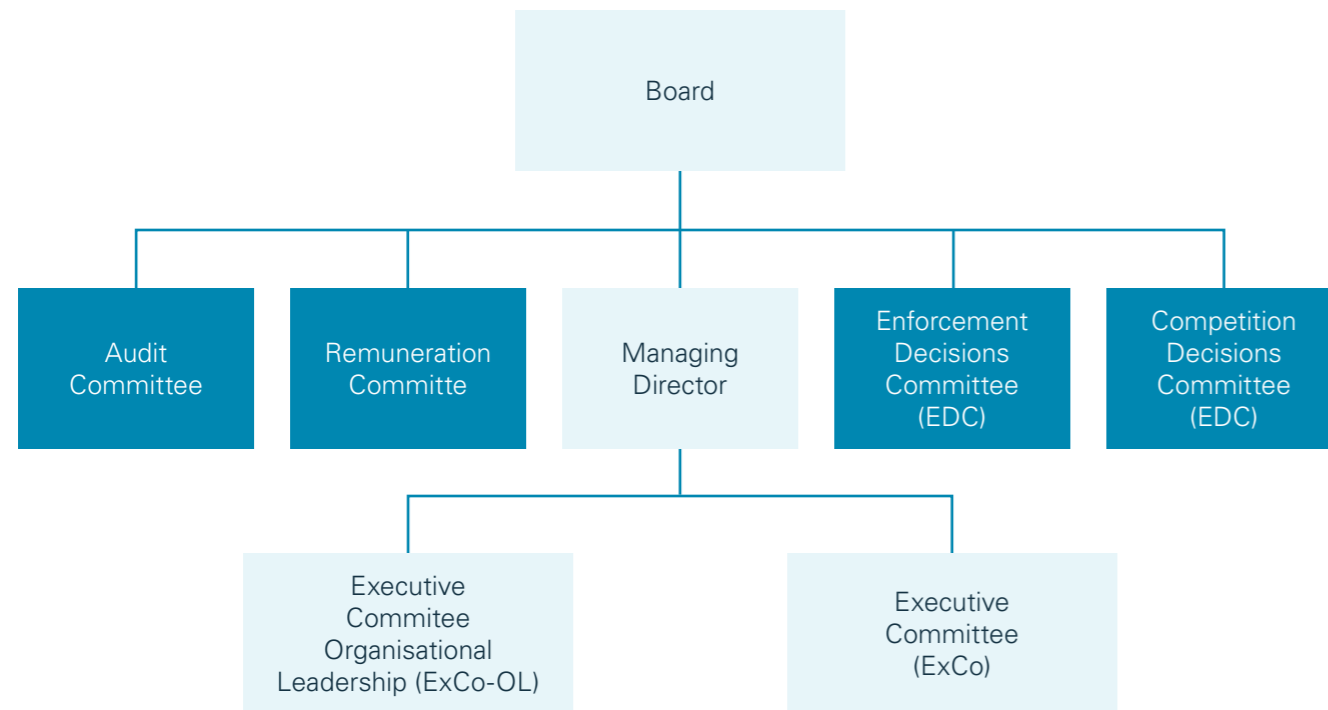 Board
Audit
Committee
Remuneration
Committe
Managing
Director
Enforcement
Decisions
Committee
(EDC)
Competition
Decisions
Committee
(EDC)
Executive
Commitee
Organisational
Leadership (ExCo-OL)
Executive
Committee
(ExCo)